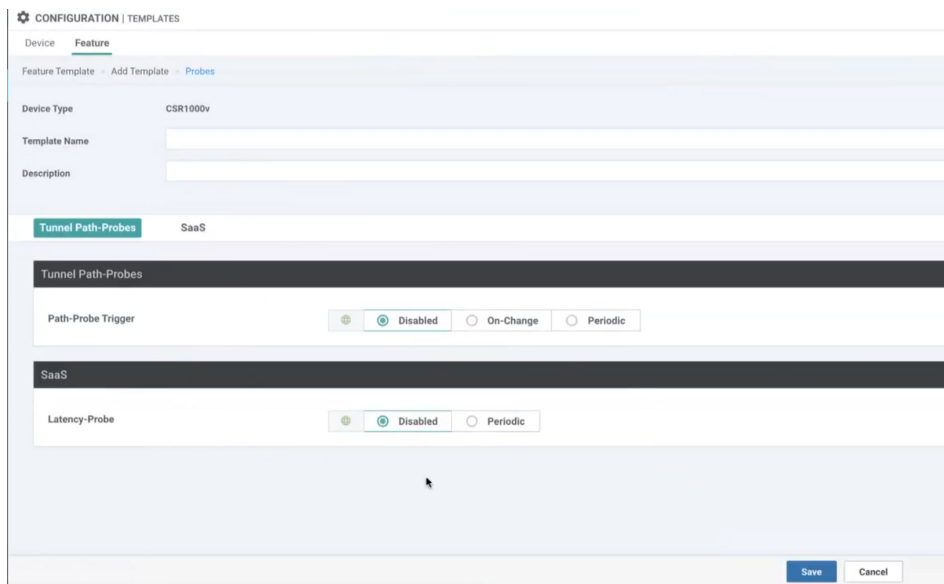 CONFIGURATION | TEMPLATES
Device Feature
Feature Template Add Template Probes
Device Type CSR1000v
Template Name
Description
Tunnel Path-Probes SaaS
Tunnel Path-Probes
Path-Probe Trigger Disabled On-Change Periodic
SaaS
Latency-Probe Disabled Periodic
Save Cancel